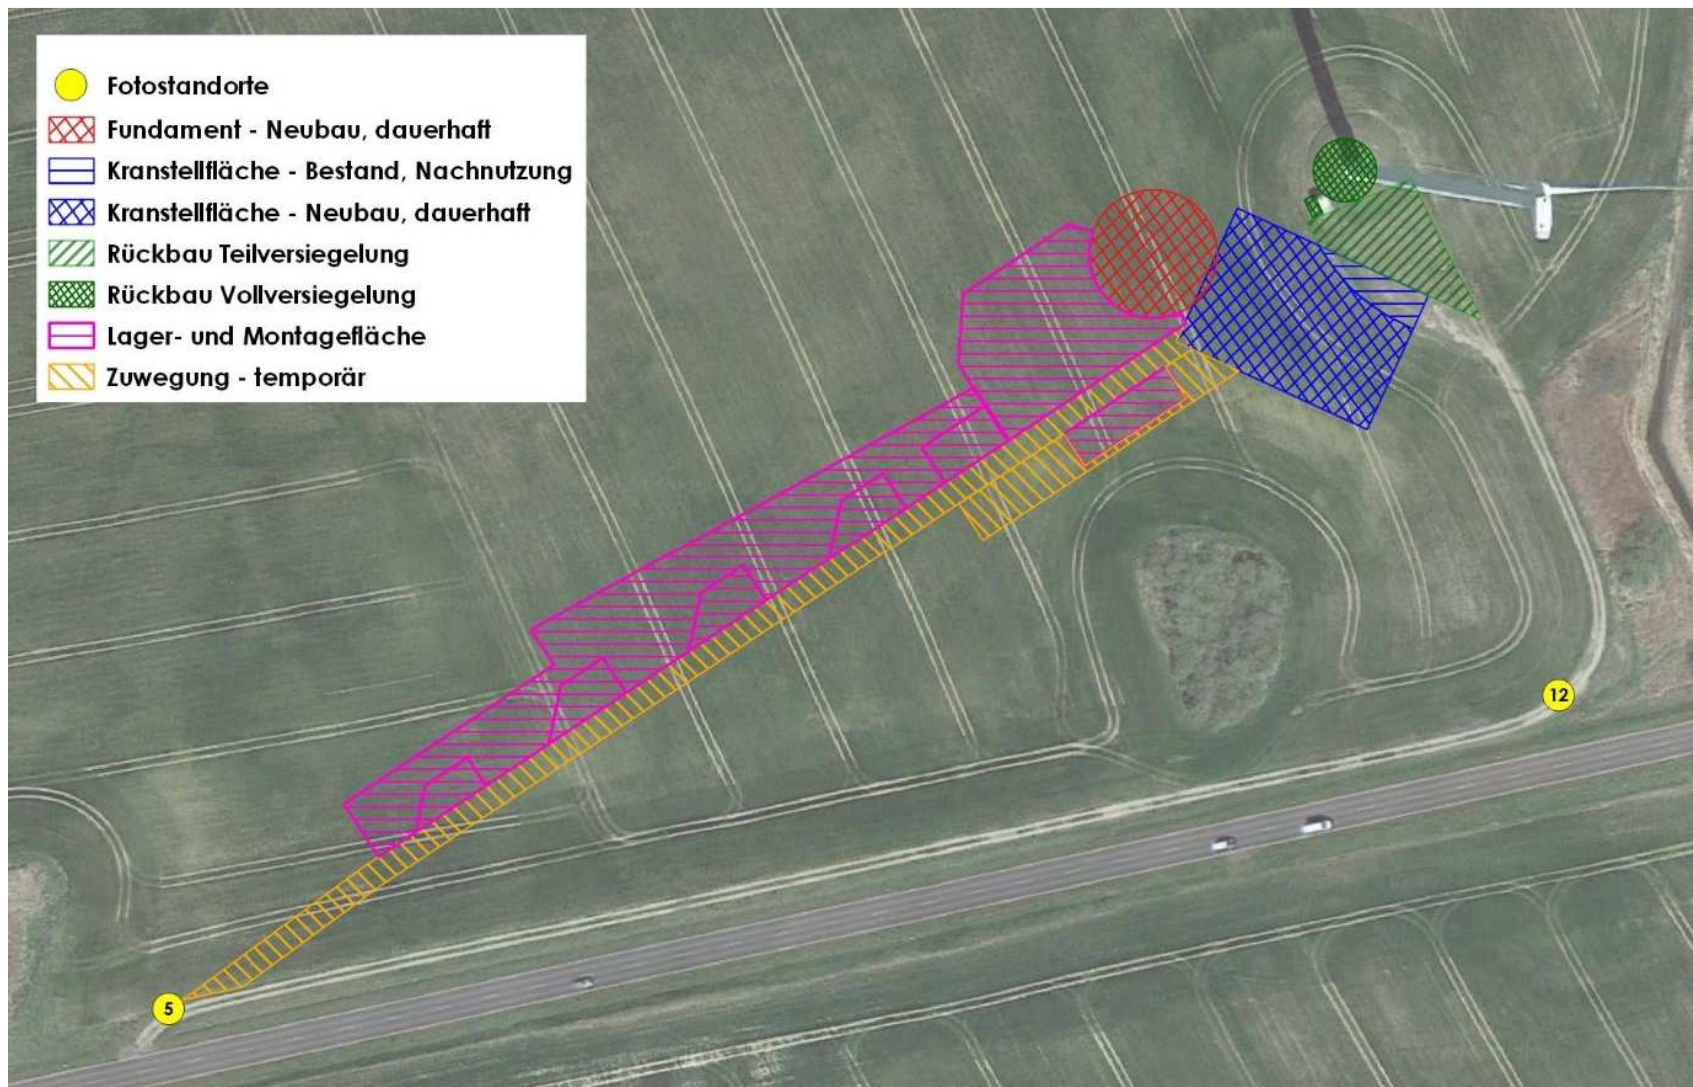 Fotostandorte
Fundament - Neubau, dauerhaft
Kranstellfläche - Bestand, Nachnutzung
Kranstellfläche - Neubau, dauerhaft
Rückbau Teilversiegelung
Rückbau Vollversiegelung
Lager- und Montagefläche
Zuwegung - temporär
12
5